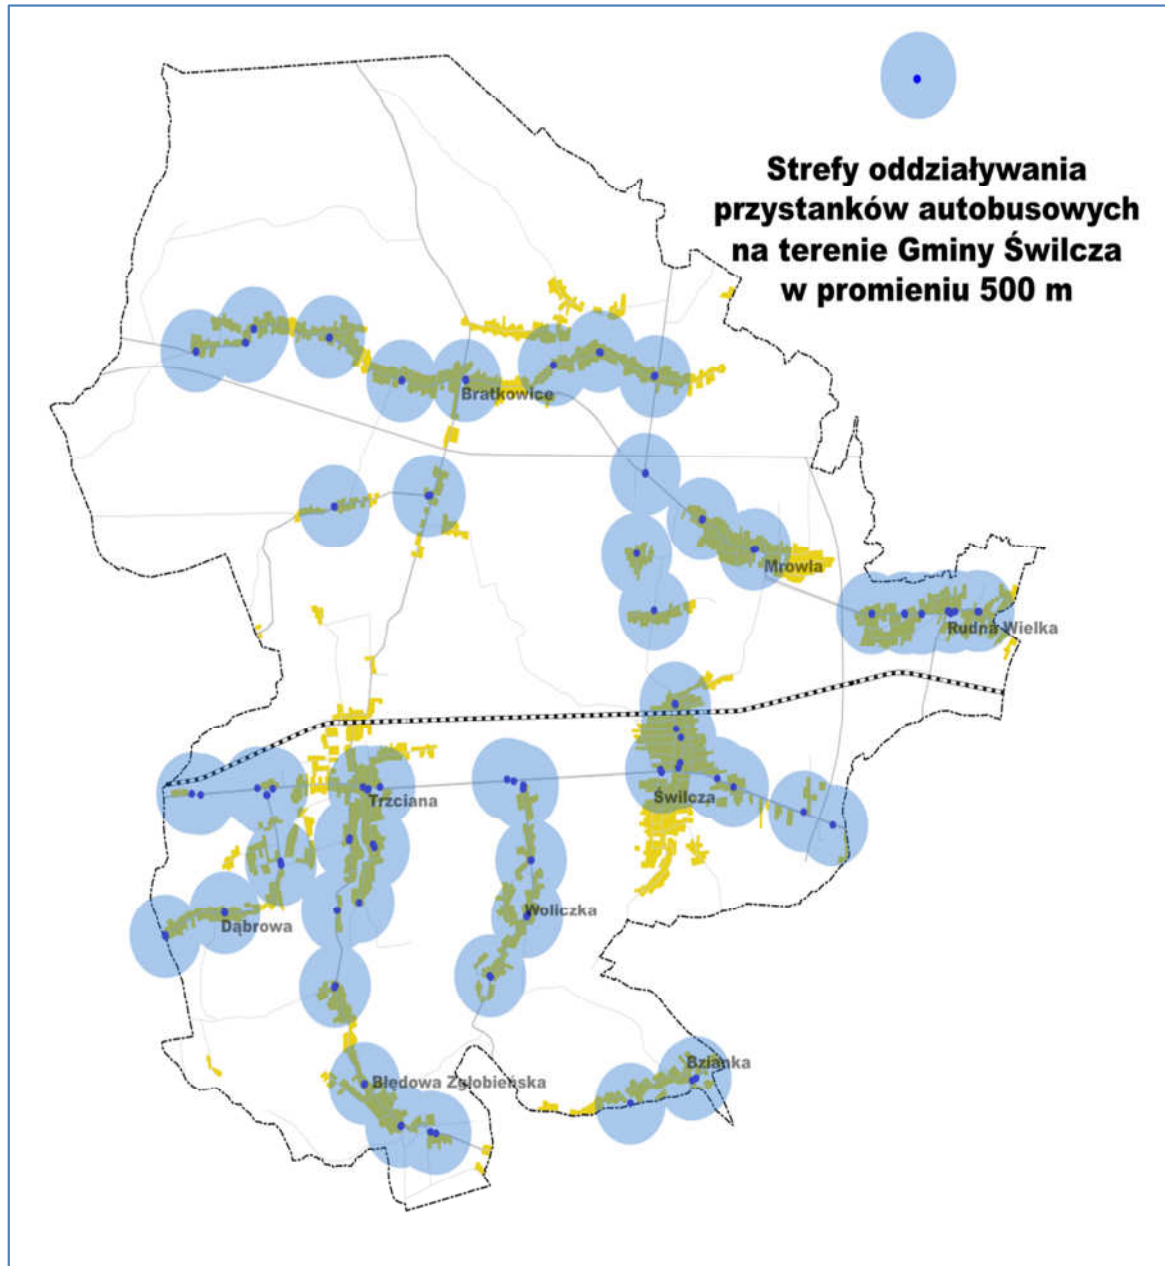 Strefy oddziaływania
przystanków autobusowych
na terenie Gminy Świlcza
w promieniu 500 m
Bratkowice
Mrowla
Rudna Wielka
Trzciana
Świlcza
Woliczka
Dąbrowa
Bzianka
Błędowa Zgłobieńska